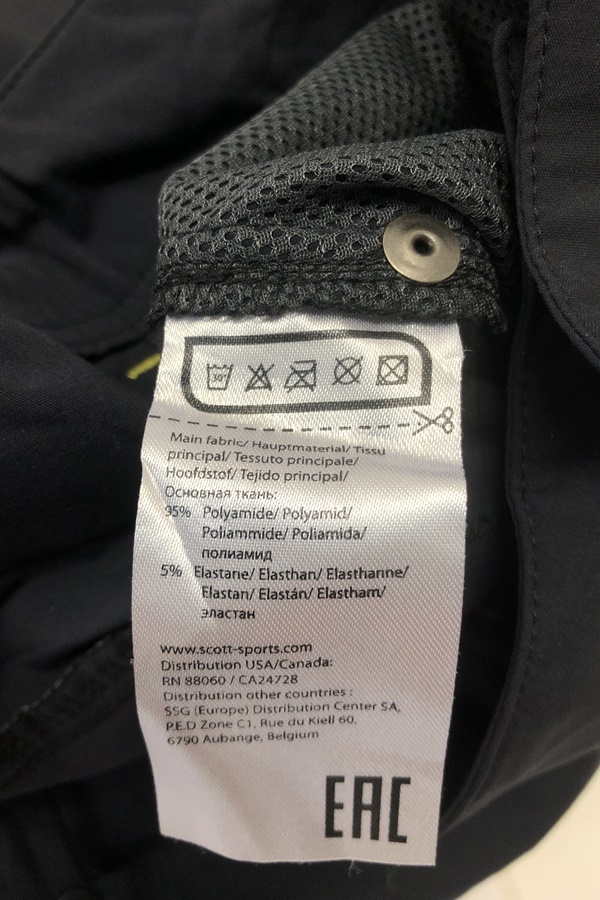 30
Main fabric/ Hauptmaterial/ Tissu
principal/ Tessuto principale/
Hoofdstof/ Tejido principal/
Основная ткань:
95% Polyamide/ Polyamid/
Poliammide/ Poliamida/
полиамид
5% Elastane/ Elasthan/ Elasthanne/
Elastan/ Elastán/ Elastham/
эластан
www.scott-sports.com
Distribution USA/Canada:
RN 88060 / CA24728
Distribution other countries :
SSG (Europe) Distribution Center SA,
P.E.D Zone C1, Rue du Kiell 60,
6790 Aubange, Belgium
EAC